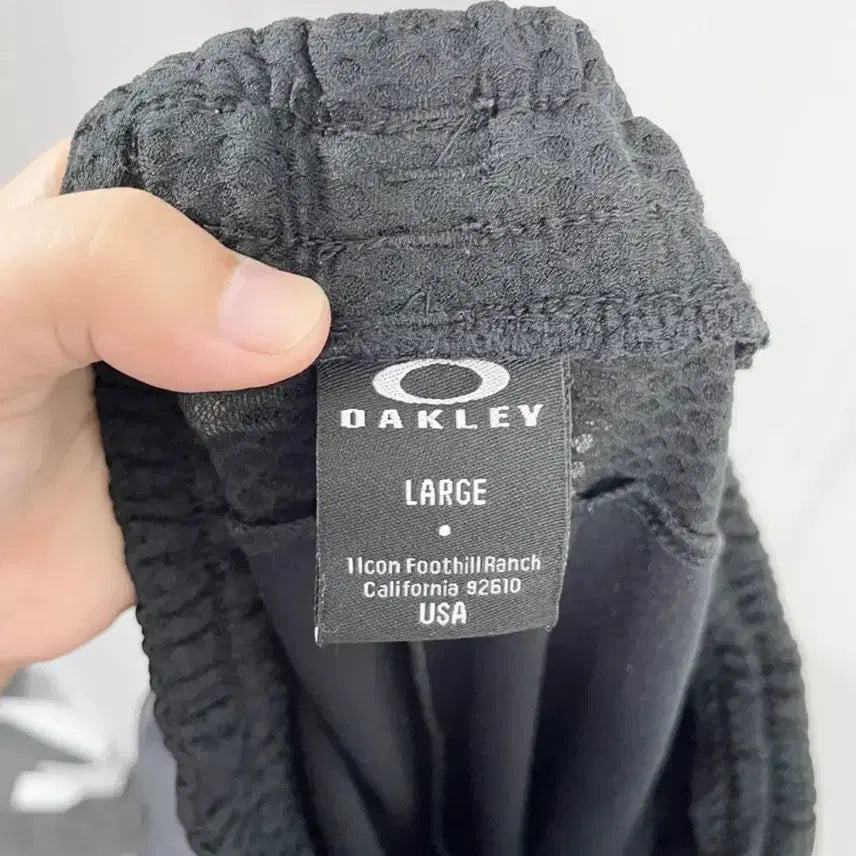 OAKLEY
LARGE
1 Icon Foothill Ranch
California 92610
USA